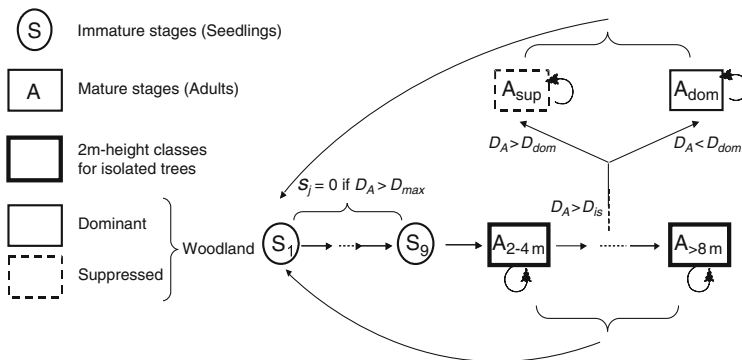 S Immature stages (Seedlings)
A Mature stages (Adults)
2m-height classes
for isolated trees
Dominant
Suppressed
Woodland
A_sup
A_dom
D_A > D_dom
D_A < D_dom
S_j = 0 if D_A > D_max
D_A > D_is
S_1
S_9
A_2-4 m
A_>8 m